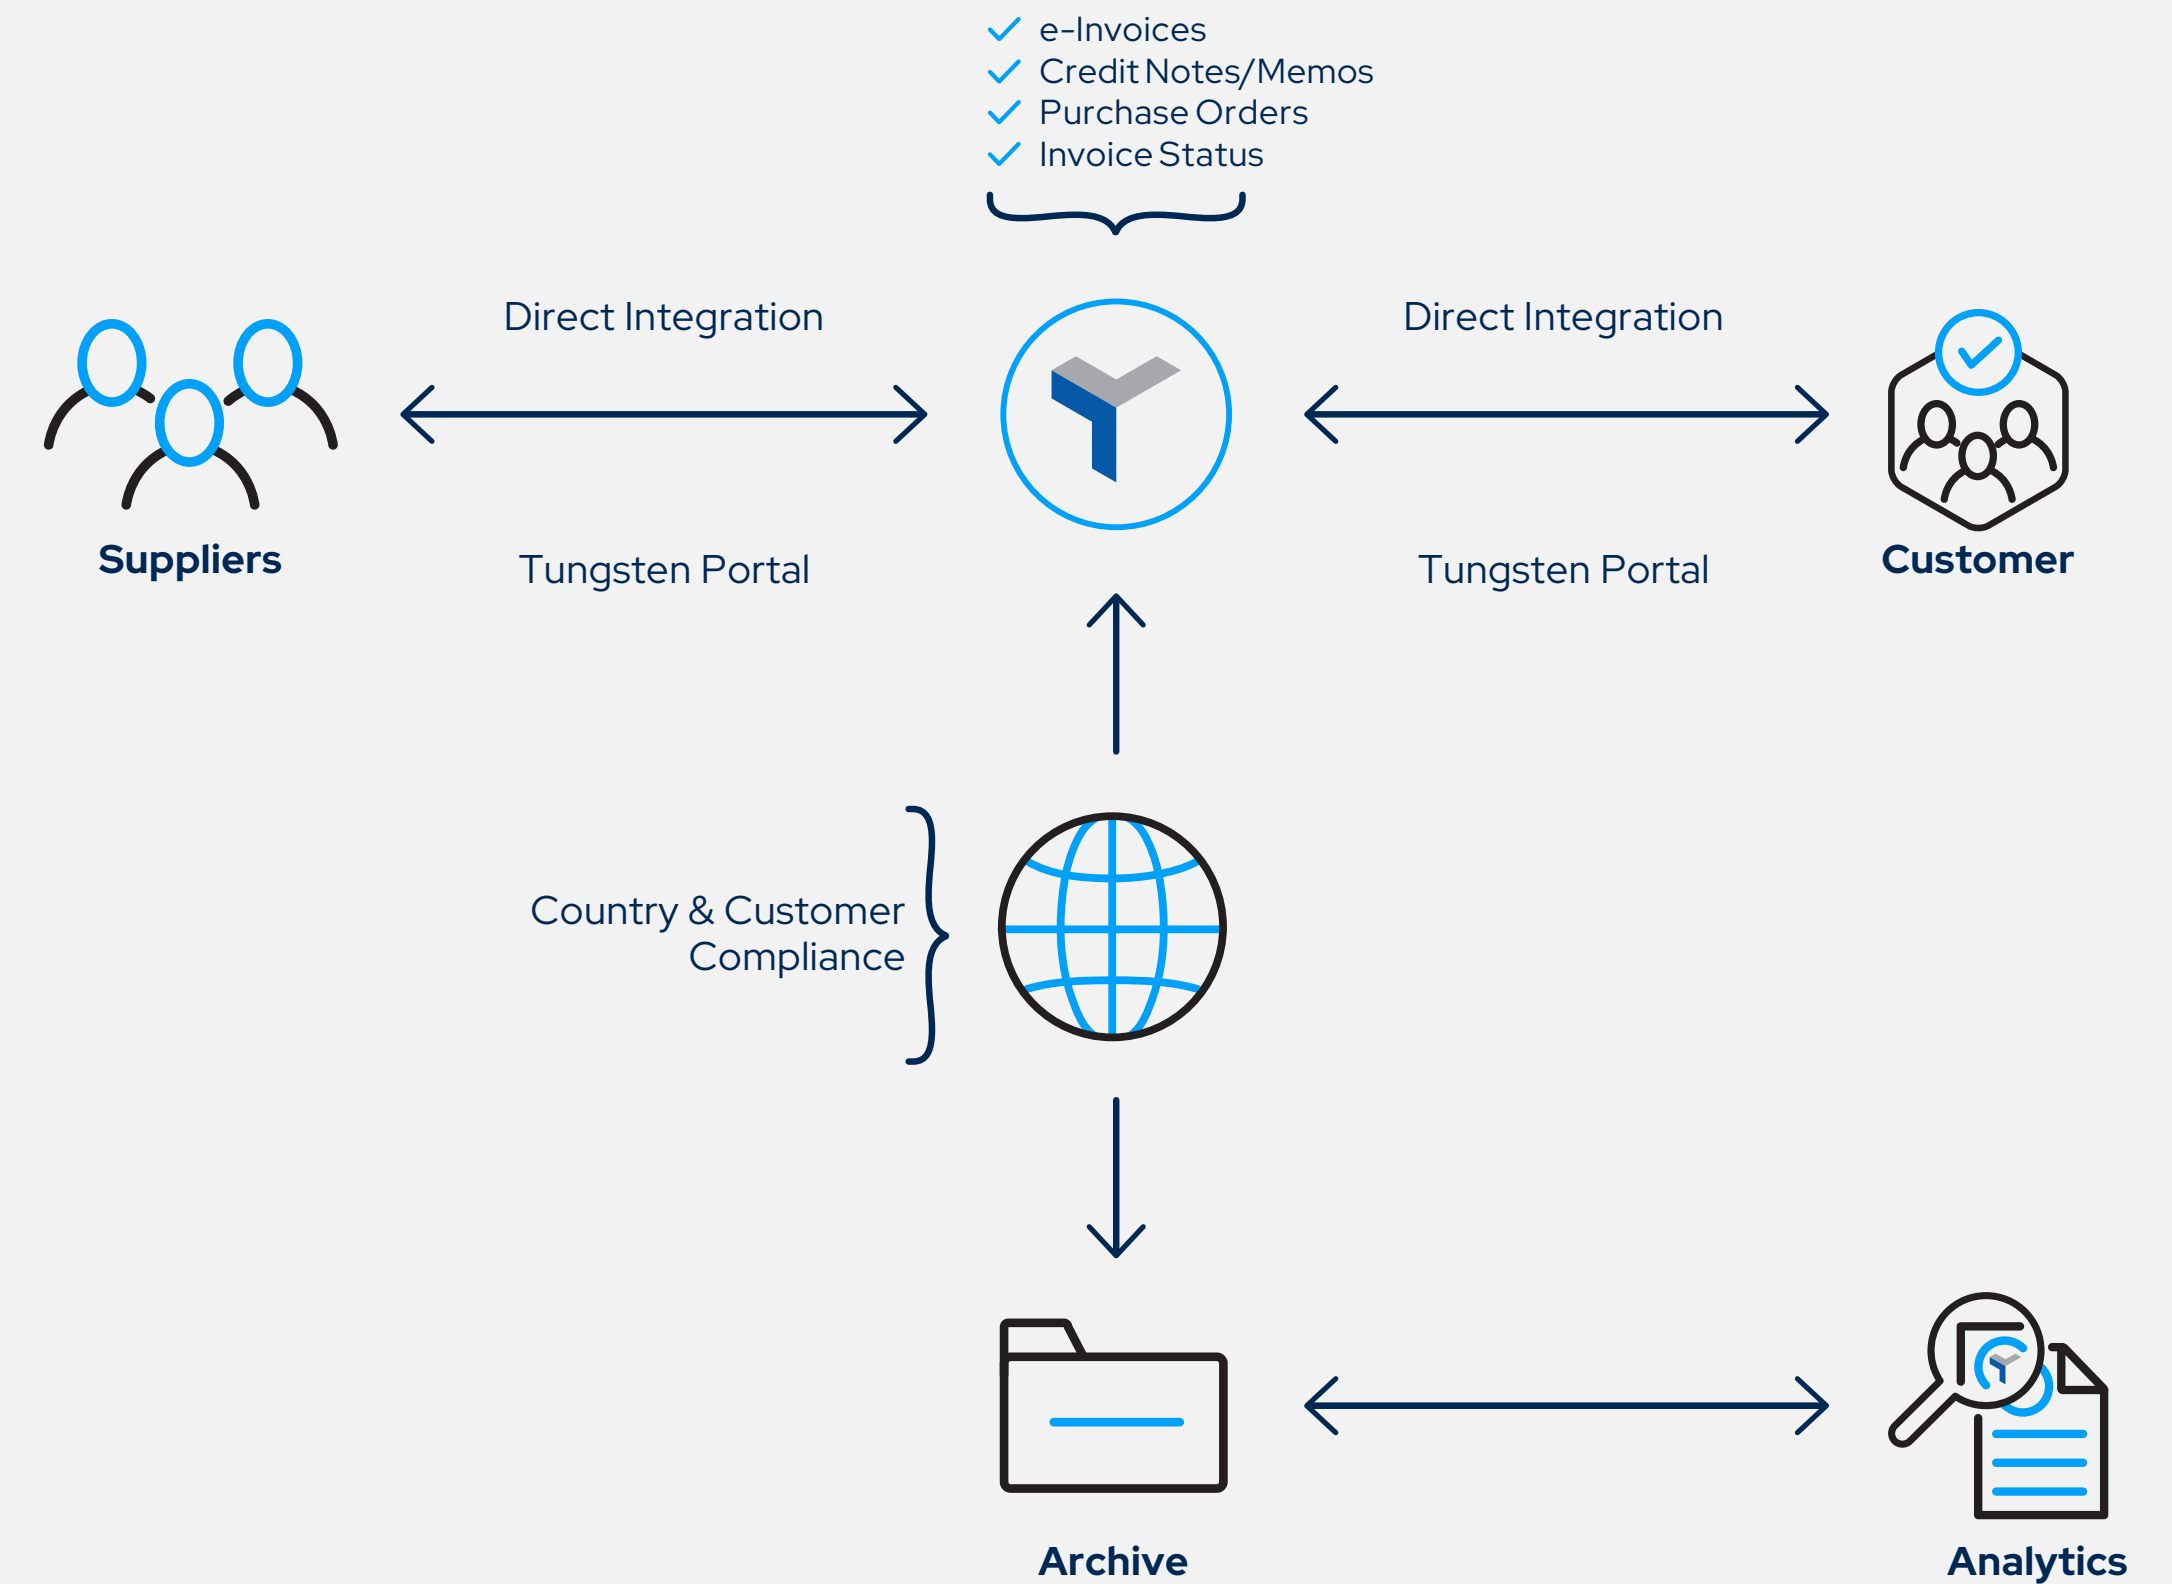 e-Invoices
Credit Notes/Memos
Purchase Orders
Invoice Status
Direct Integration
Direct Integration
Suppliers
Tungsten Portal
Tungsten Portal
Customer
Country & Customer
Compliance
Archive
Analytics